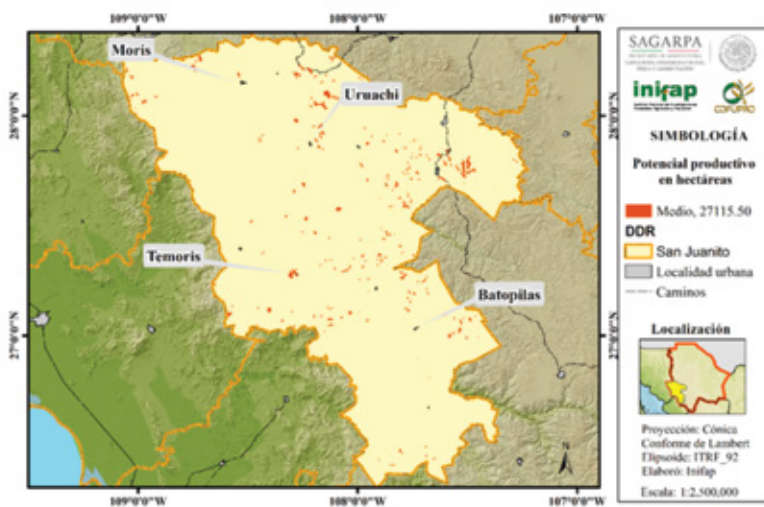 109°0'0"W
108°0'0"W
107°0'0"W
Moris
Uruachi
28°0'0"N
28°0'0"N
Temoris
Batopilas
27°0'0"N
27°0'0"N
N
109°0'0"W
108°0'0"W
107°0'0"W
SAGARPA
inifap
COFUPRO
SIMBOLOGÍA
Potencial productivo
en hectáreas
Medio, 27115.50
DDR
San Juanito
Localidad urbana
Caminos
Localización
Proyección: Cónica
Conforme de Lambert
Elipsoide: ITRF_92
Elaboró: Inifap
Escala: 1:2,500,000